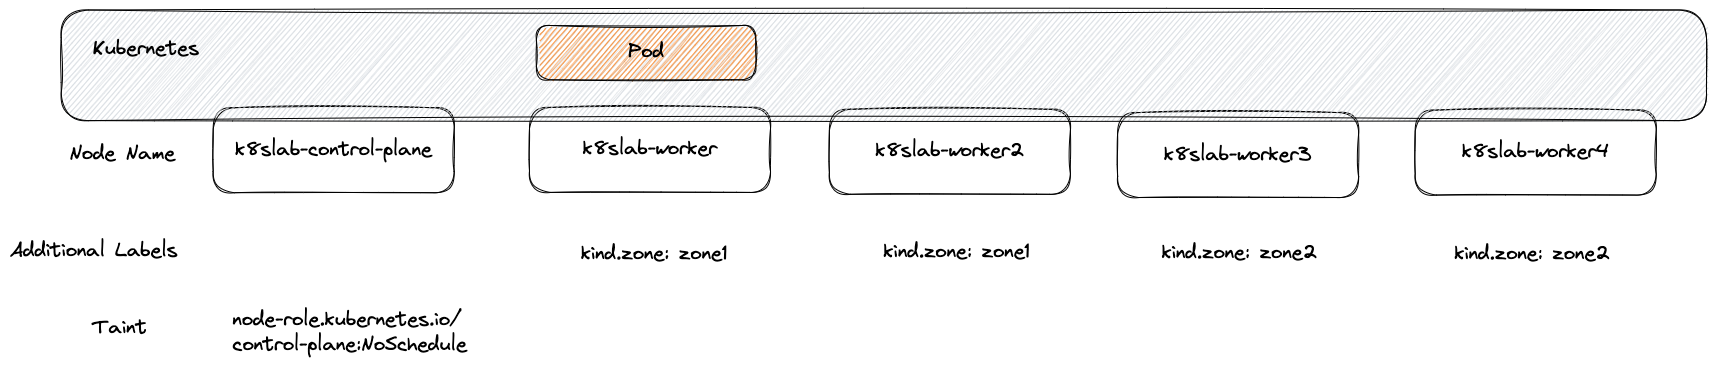 Kubernetes
Pod
Node Name
k8slab-control-plane
k8slab-worker
k8slab-worker2
k8slab-worker3
k8slab-worker4
Additional Labels
kind.zone: zone1
kind.zone: zone1
kind.zone: zone2
kind.zone: zone2
Taint
node-role.kubernetes.io/
control-plane:NoSchedule